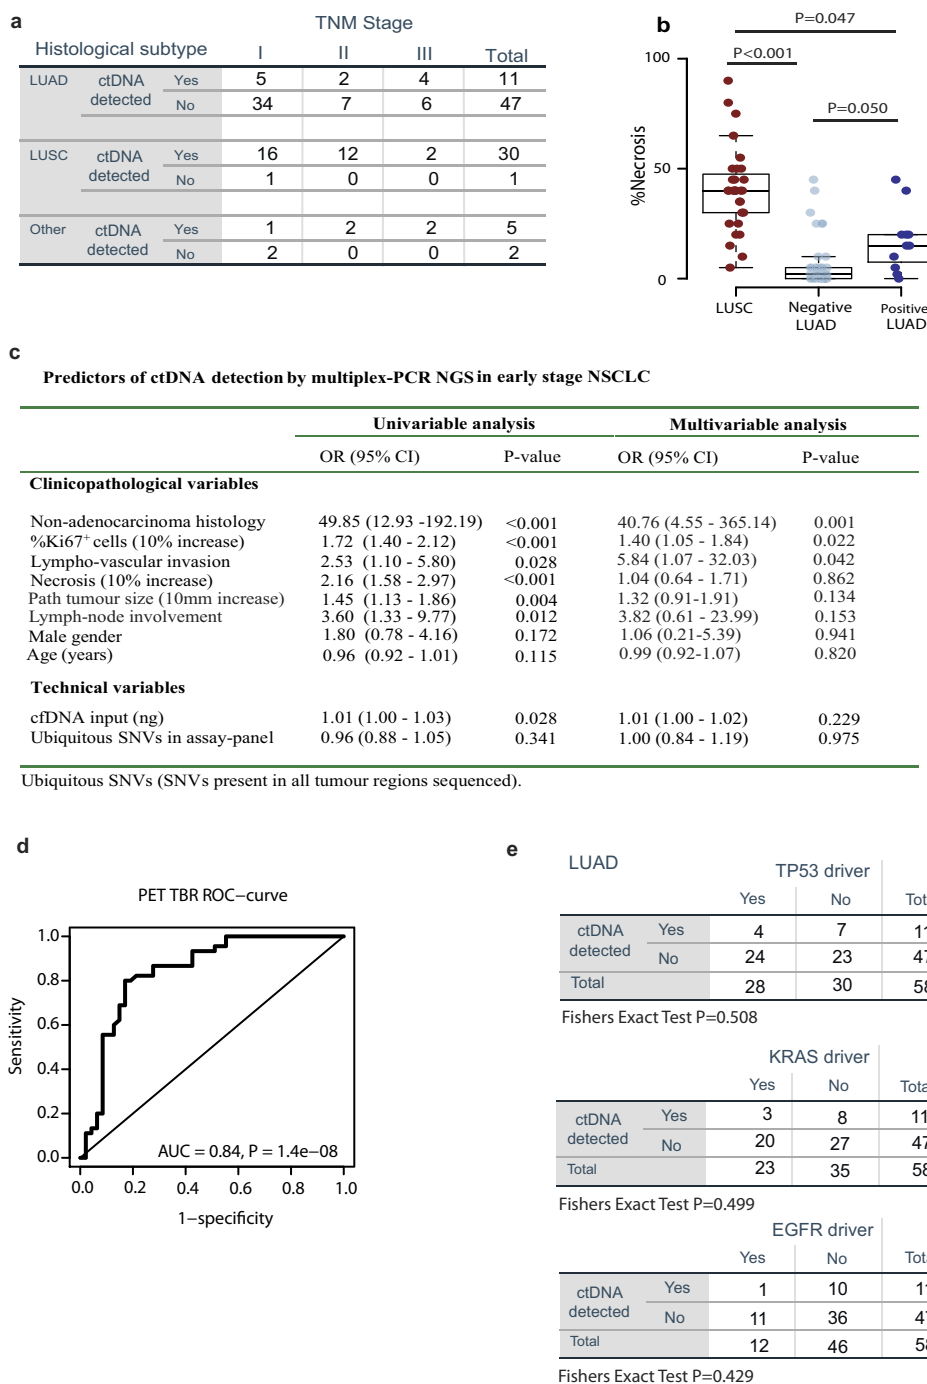 a
TNM Stage
Histological subtype I II III Total
LUAD ctDNA detected Yes 5 2 4 11
No 34 7 6 47
LUSC ctDNA detected Yes 16 12 2 30
No 1 0 0 1
Other ctDNA detected Yes 1 2 2 5
No 2 0 0 2
b
P=0.047
P<0.001
P=0.050
%Necrosis
100
50
0
LUSC Negative LUAD Positive LUAD
c
Predictors of ctDNA detection by multiplex-PCR NGS in early stage NSCLC
Univariable analysis Multivariable analysis
OR (95% CI) P-value OR (95% CI) P-value
Clinicopathological variables
Non-adenocarcinoma histology 49.85 (12.93 -192.19) <0.001 40.76 (4.55 - 365.14) 0.001
%Ki67+ cells (10% increase) 1.72 (1.40 - 2.12) <0.001 1.40 (1.05 - 1.84) 0.022
Lympho-vascular invasion 2.53 (1.10 - 5.80) 0.028 5.84 (1.07 - 32.03) 0.042
Necrosis (10% increase) 2.16 (1.58 - 2.97) <0.001 1.04 (0.64 - 1.71) 0.862
Path tumour size (10mm increase) 1.45 (1.13 - 1.86) 0.004 1.32 (0.91-1.91) 0.134
Lymph-node involvement 3.60 (1.33 - 9.77) 0.012 3.82 (0.61 - 23.99) 0.153
Male gender 1.80 (0.78 - 4.16) 0.172 1.06 (0.21-5.39) 0.941
Age (years) 0.96 (0.92 - 1.01) 0.115 0.99 (0.92-1.07) 0.820
Technical variables
cfDNA input (ng) 1.01 (1.00 - 1.03) 0.028 1.01 (1.00 - 1.02) 0.229
Ubiquitous SNVs in assay-panel 0.96 (0.88 - 1.05) 0.341 1.00 (0.84 - 1.19) 0.975
Ubiquitous SNVs (SNVs present in all tumour regions sequenced).
d
PET TBR ROC−curve
Sensitivity
1.0
0.8
0.6
0.4
0.2
0.0
AUC = 0.84, P = 1.4e−08
0.0 0.2 0.4 0.6 0.8 1.0
1−specificity
e
LUAD
TP53 driver
Yes No
ctDNA detected Yes 4 7 11
No 24 23
Total 28 30
Fishers Exact Test P=0.508
KRAS driver
Yes No Total
ctDNA detected Yes 3 8 11
No 20 27 47
Total 23 35 58
Fishers Exact Test P=0.499
EGFR driver
Yes No
ctDNA detected Yes 1 10
No 11 36
Total 12 46
Fishers Exact Test P=0.429